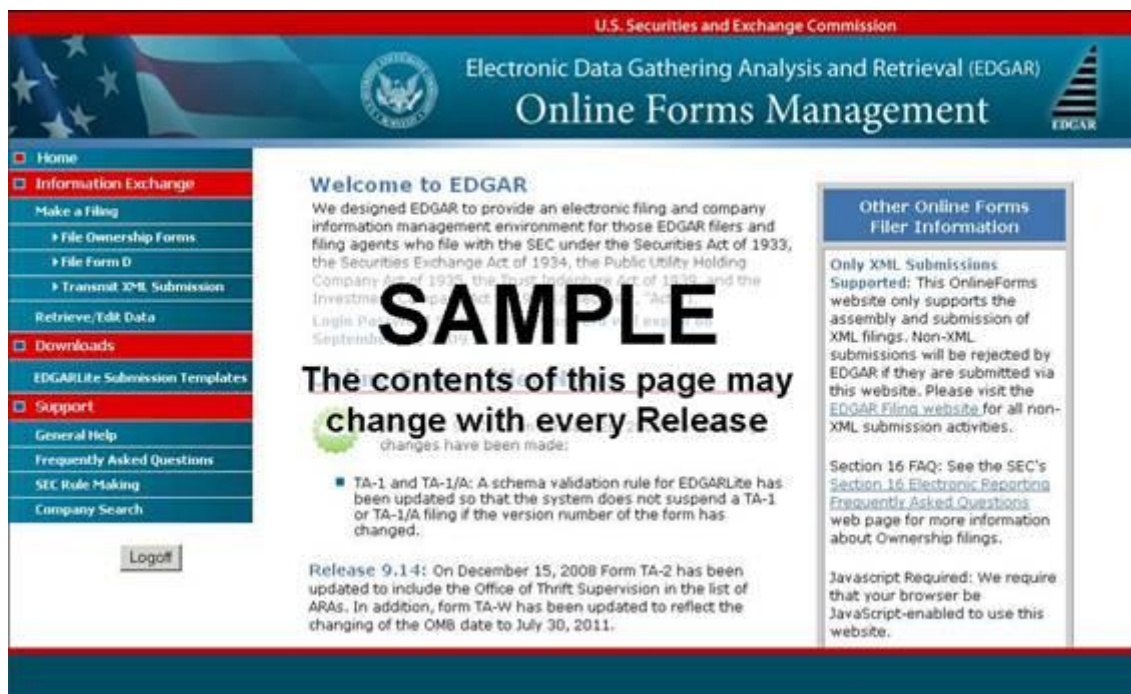 U.S. Securities and Exchange Commission
Electronic Data Gathering Analysis and Retrieval (EDGAR)
Online Forms Management
EDGAR
Home
Information Exchange
Make a Filing
File Ownership Forms
File Form D
Transmit XML Submission
Retrieve/Edit Data
Downloads
EDGARLite Submission Templates
Support
General Help
Frequently Asked Questions
SEC Rule Making
Company Search
Logoff
Welcome to EDGAR
We designed EDGAR to provide an electronic filing and company
information management environment for those EDGAR filers and
filing agents who file with the SEC under the Securities Act of 1933,
the Securities Exchange Act of 1934, the Public Utility Holding
Company Act of 1935, the Trust Indenture Act of 1939, and the
SAMPLE
The contents of this page may
change with every Release
changes have been made:
TA-1 and TA-1/A: A schema validation rule for EDGARLite has
been updated so that the system does not suspend a TA-1
or TA-1/A filing if the version number of the form has
changed.
Release 9.14: On December 15, 2008 Form TA-2 has been
updated to include the Office of Thrift Supervision in the list of
ARAs. In addition, form TA-W has been updated to reflect the
changing of the OMB date to July 30, 2011.
Other Online Forms
Filer Information
Only XML Submissions
Supported: This OnlineForms
website only supports the
assembly and submission of
XML filings. Non-XML
submissions will be rejected by
EDGAR if they are submitted via
this website. Please visit the
EDGAR Filing website for all non-
XML submission activities.
Section 16 FAQ: See the SEC's
Section 16 Electronic Reporting
Frequently Asked Questions
web page for more information
about Ownership filings.
Javascript Required: We require
that your browser be
JavaScript-enabled to use this
website.